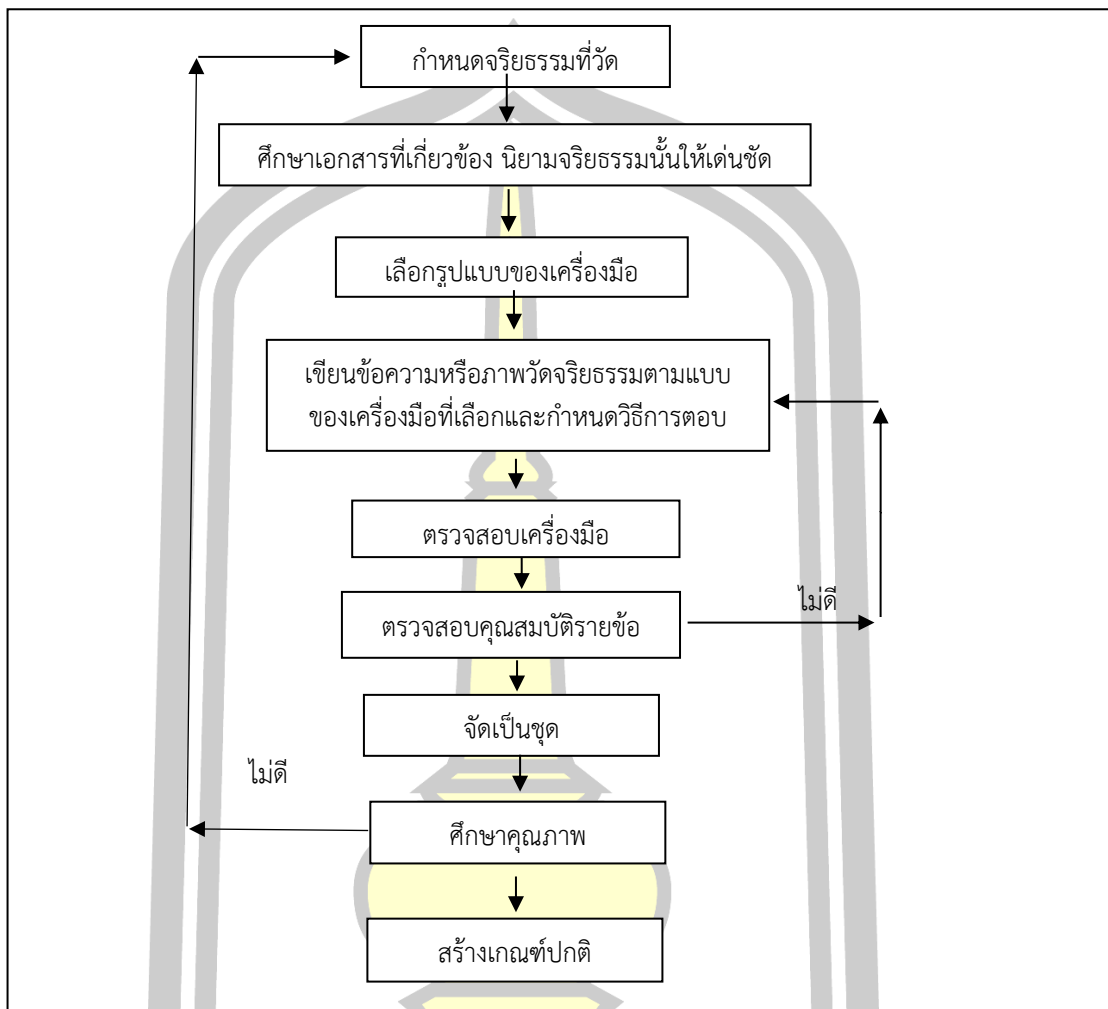 กำหนดจริยธรรมที่วัด
ศึกษาเอกสารที่เกี่ยวข้อง นิยามจริยธรรมนั้นให้เด่นชัด
เลือกรูปแบบของเครื่องมือ
เขียนข้อความหรือภาพวัดจริยธรรมตามแบบ
ของเครื่องมือที่เลือกและกำหนดวิธีการตอบ
ตรวจสอบเครื่องมือ
ไม่ดี
ตรวจสอบคุณสมบัติรายข้อ
จัดเป็นชุด
ไม่ดี
ศึกษาคุณภาพ
สร้างเกณฑ์ปกติ